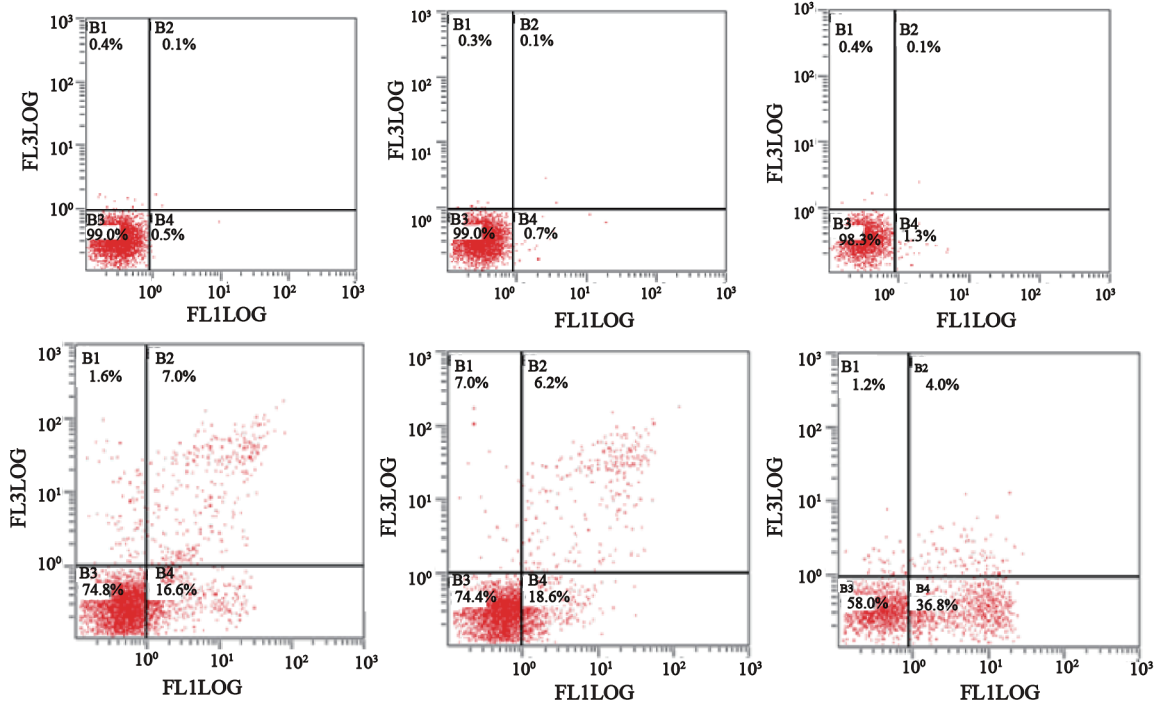 10³
B1
0.4%
B2
0.1%
10²
FL3LOG
10¹
10⁰
B3
99.0%
B4
0.5%
10⁰
10¹
10²
10³
FL1LOG
10³
B1
0.3%
B2
0.1%
10²
FL3LOG
10¹
10⁰
B3
99.0%
B4
0.7%
10⁰
10¹
10²
10³
FL1LOG
10³
B1
0.4%
B2
0.1%
10²
FL3LOG
10¹
10⁰
B3
98.3%
B4
1.3%
10⁰
10¹
10²
10³
FL1LOG
10³
B1
1.6%
B2
7.0%
10²
FL3LOG
10¹
10⁰
B3
74.8%
B4
16.6%
10⁰
10¹
10²
10³
FL1LOG
10³
B1
7.0%
B2
6.2%
10²
FL3LOG
10¹
10⁰
B3
74.4%
B4
18.6%
10⁰
10¹
10²
10³
FL1LOG
10³
B1
1.2%
B2
4.0%
10²
FL3LOG
10¹
10⁰
B3
58.0%
B4
36.8%
10⁰
10¹
10²
10³
FL1LOG